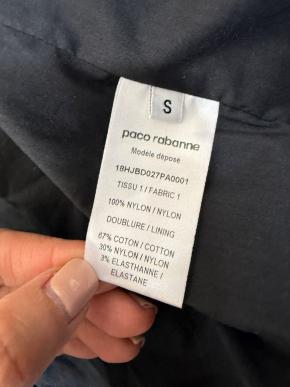 S
paco rabanne
Modèle déposé
18HJBD027PA0001
TISSU 1 / FABRIC 1
100% NYLON / NYLON
DOUBLURE / LINING
67% COTON / COTTON
30% NYLON / NYLON
3% ELASTHANNE /
ELASTANE